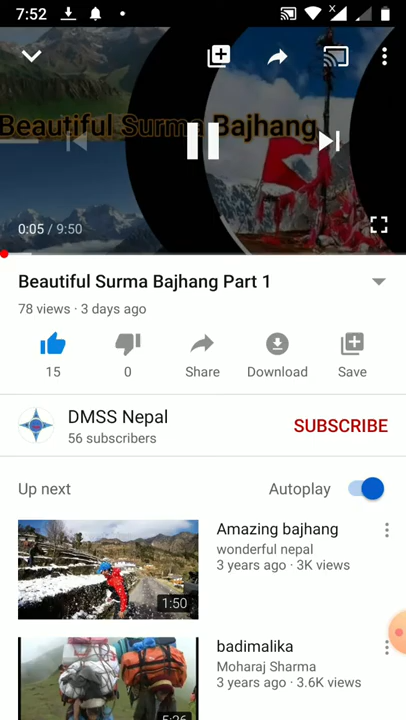 7:52
Beautiful Surma Bajhang
0:05 / 9:50
Beautiful Surma Bajhang Part 1
78 views · 3 days ago
15
0
Share
Download
Save
DMSS Nepal
56 subscribers
SUBSCRIBE
Up next
Autoplay
1:50
Amazing bajhang
wonderful nepal
3 years ago · 3K views
badimalika
Moharaj Sharma
3 years ago · 3.6K views
5:26